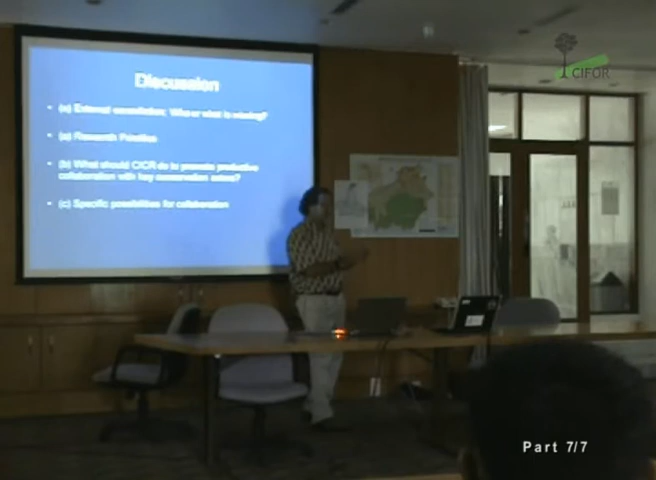 CIFOR
Discussion
• (a) External consultation: Who or what is missing?
• (a) Research Priorities
• (b) What should CICR do to promote productive
collaboration with key conservation actors?
• (c) Specific possibilities for collaboration
Part 7/7